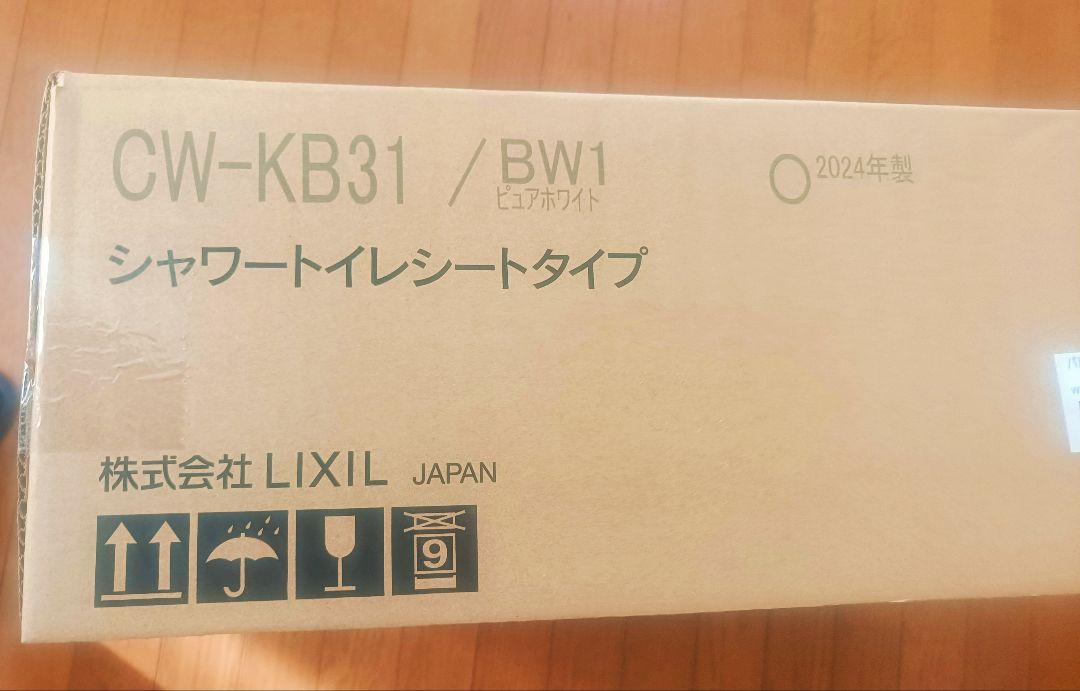 CW-KB31 / BW1
ピュアホワイト
○2024年製
シャワートイレシートタイプ
株式会社 LIXIL JAPAN
9